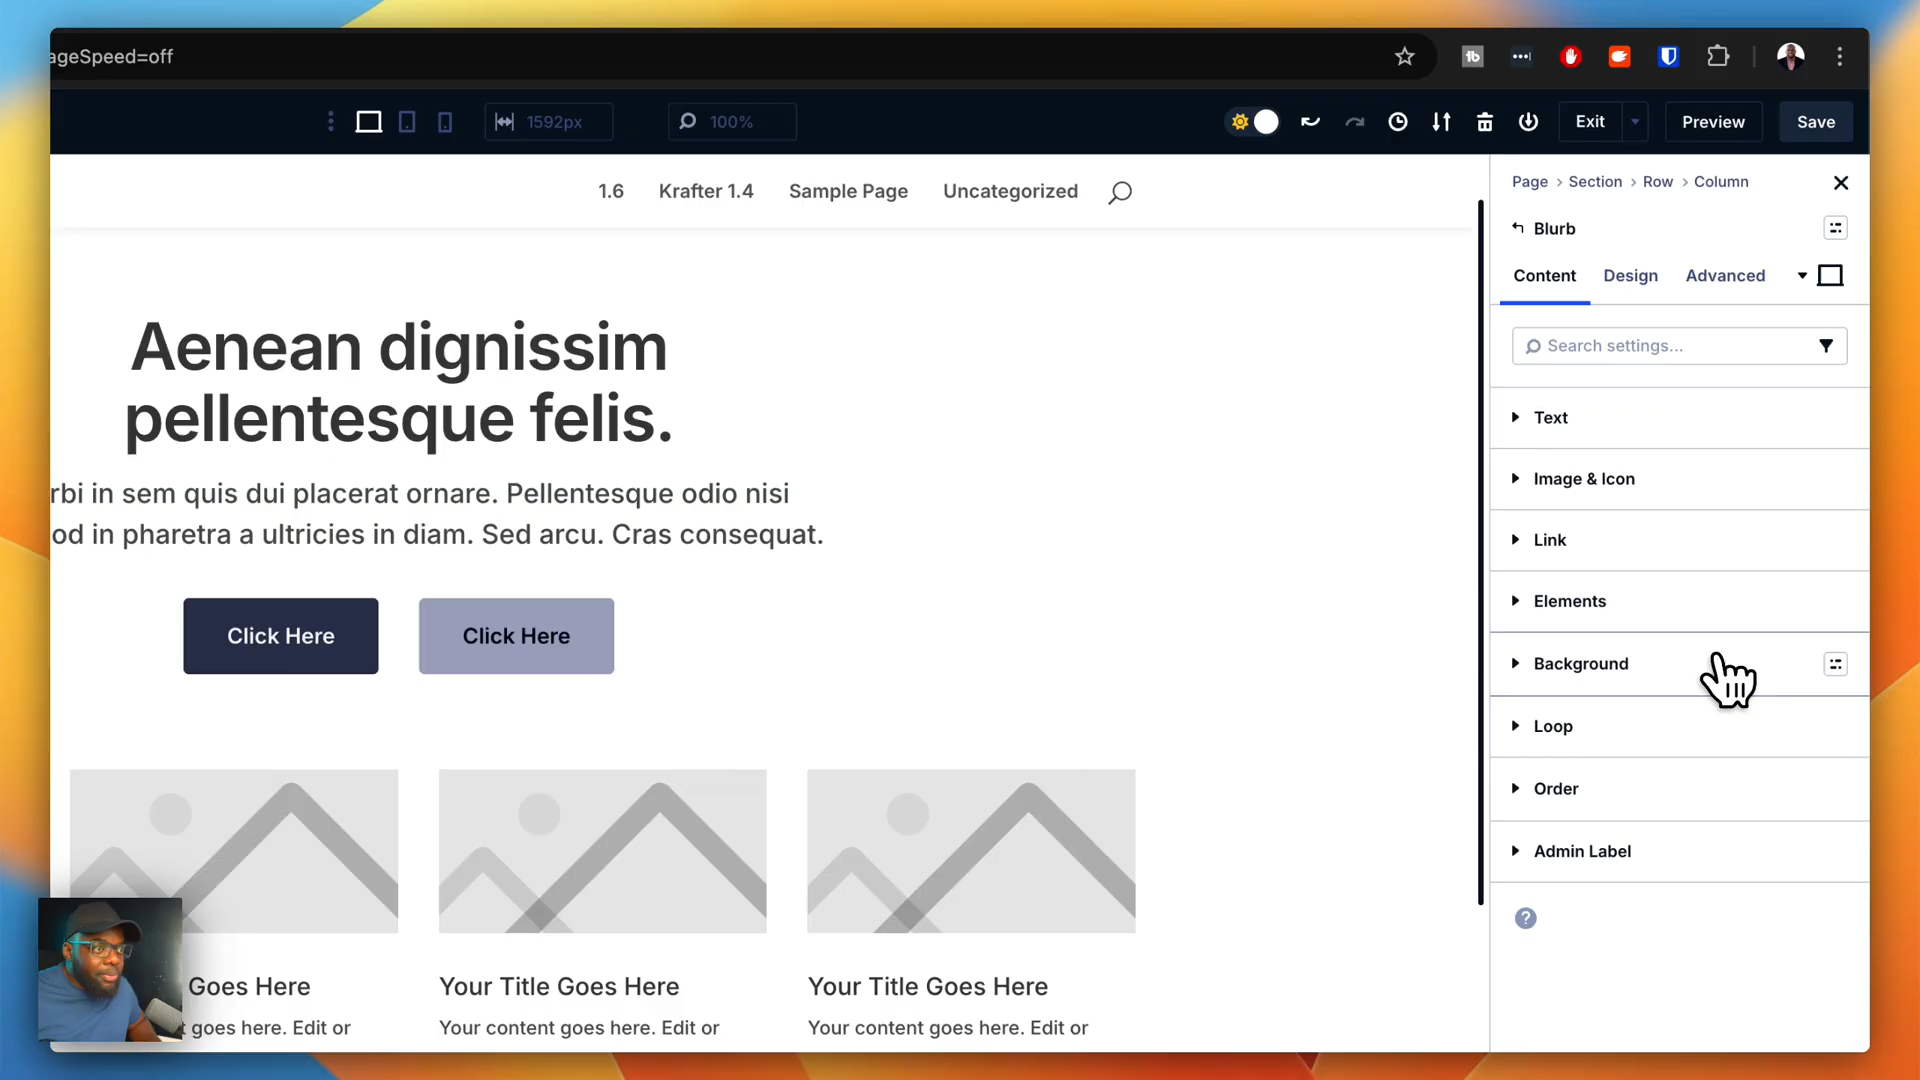 ageSpeed=off
1592px
100%
Exit
Preview
Save
1.6
Krafter 1.4
Sample Page
Uncategorized
Aenean dignissim
pellentesque felis.
rbi in sem quis dui placerat ornare. Pellentesque odio nisi
od in pharetra a ultricies in diam. Sed arcu. Cras consequat.
Click Here
Click Here
Goes Here
Your Title Goes Here
Your Title Goes Here
t goes here. Edit or
Your content goes here. Edit or
Your content goes here. Edit or
Page > Section > Row > Column
Blurb
Content
Design
Advanced
Search settings...
Text
Image & Icon
Link
Elements
Background
Loop
Order
Admin Label
?